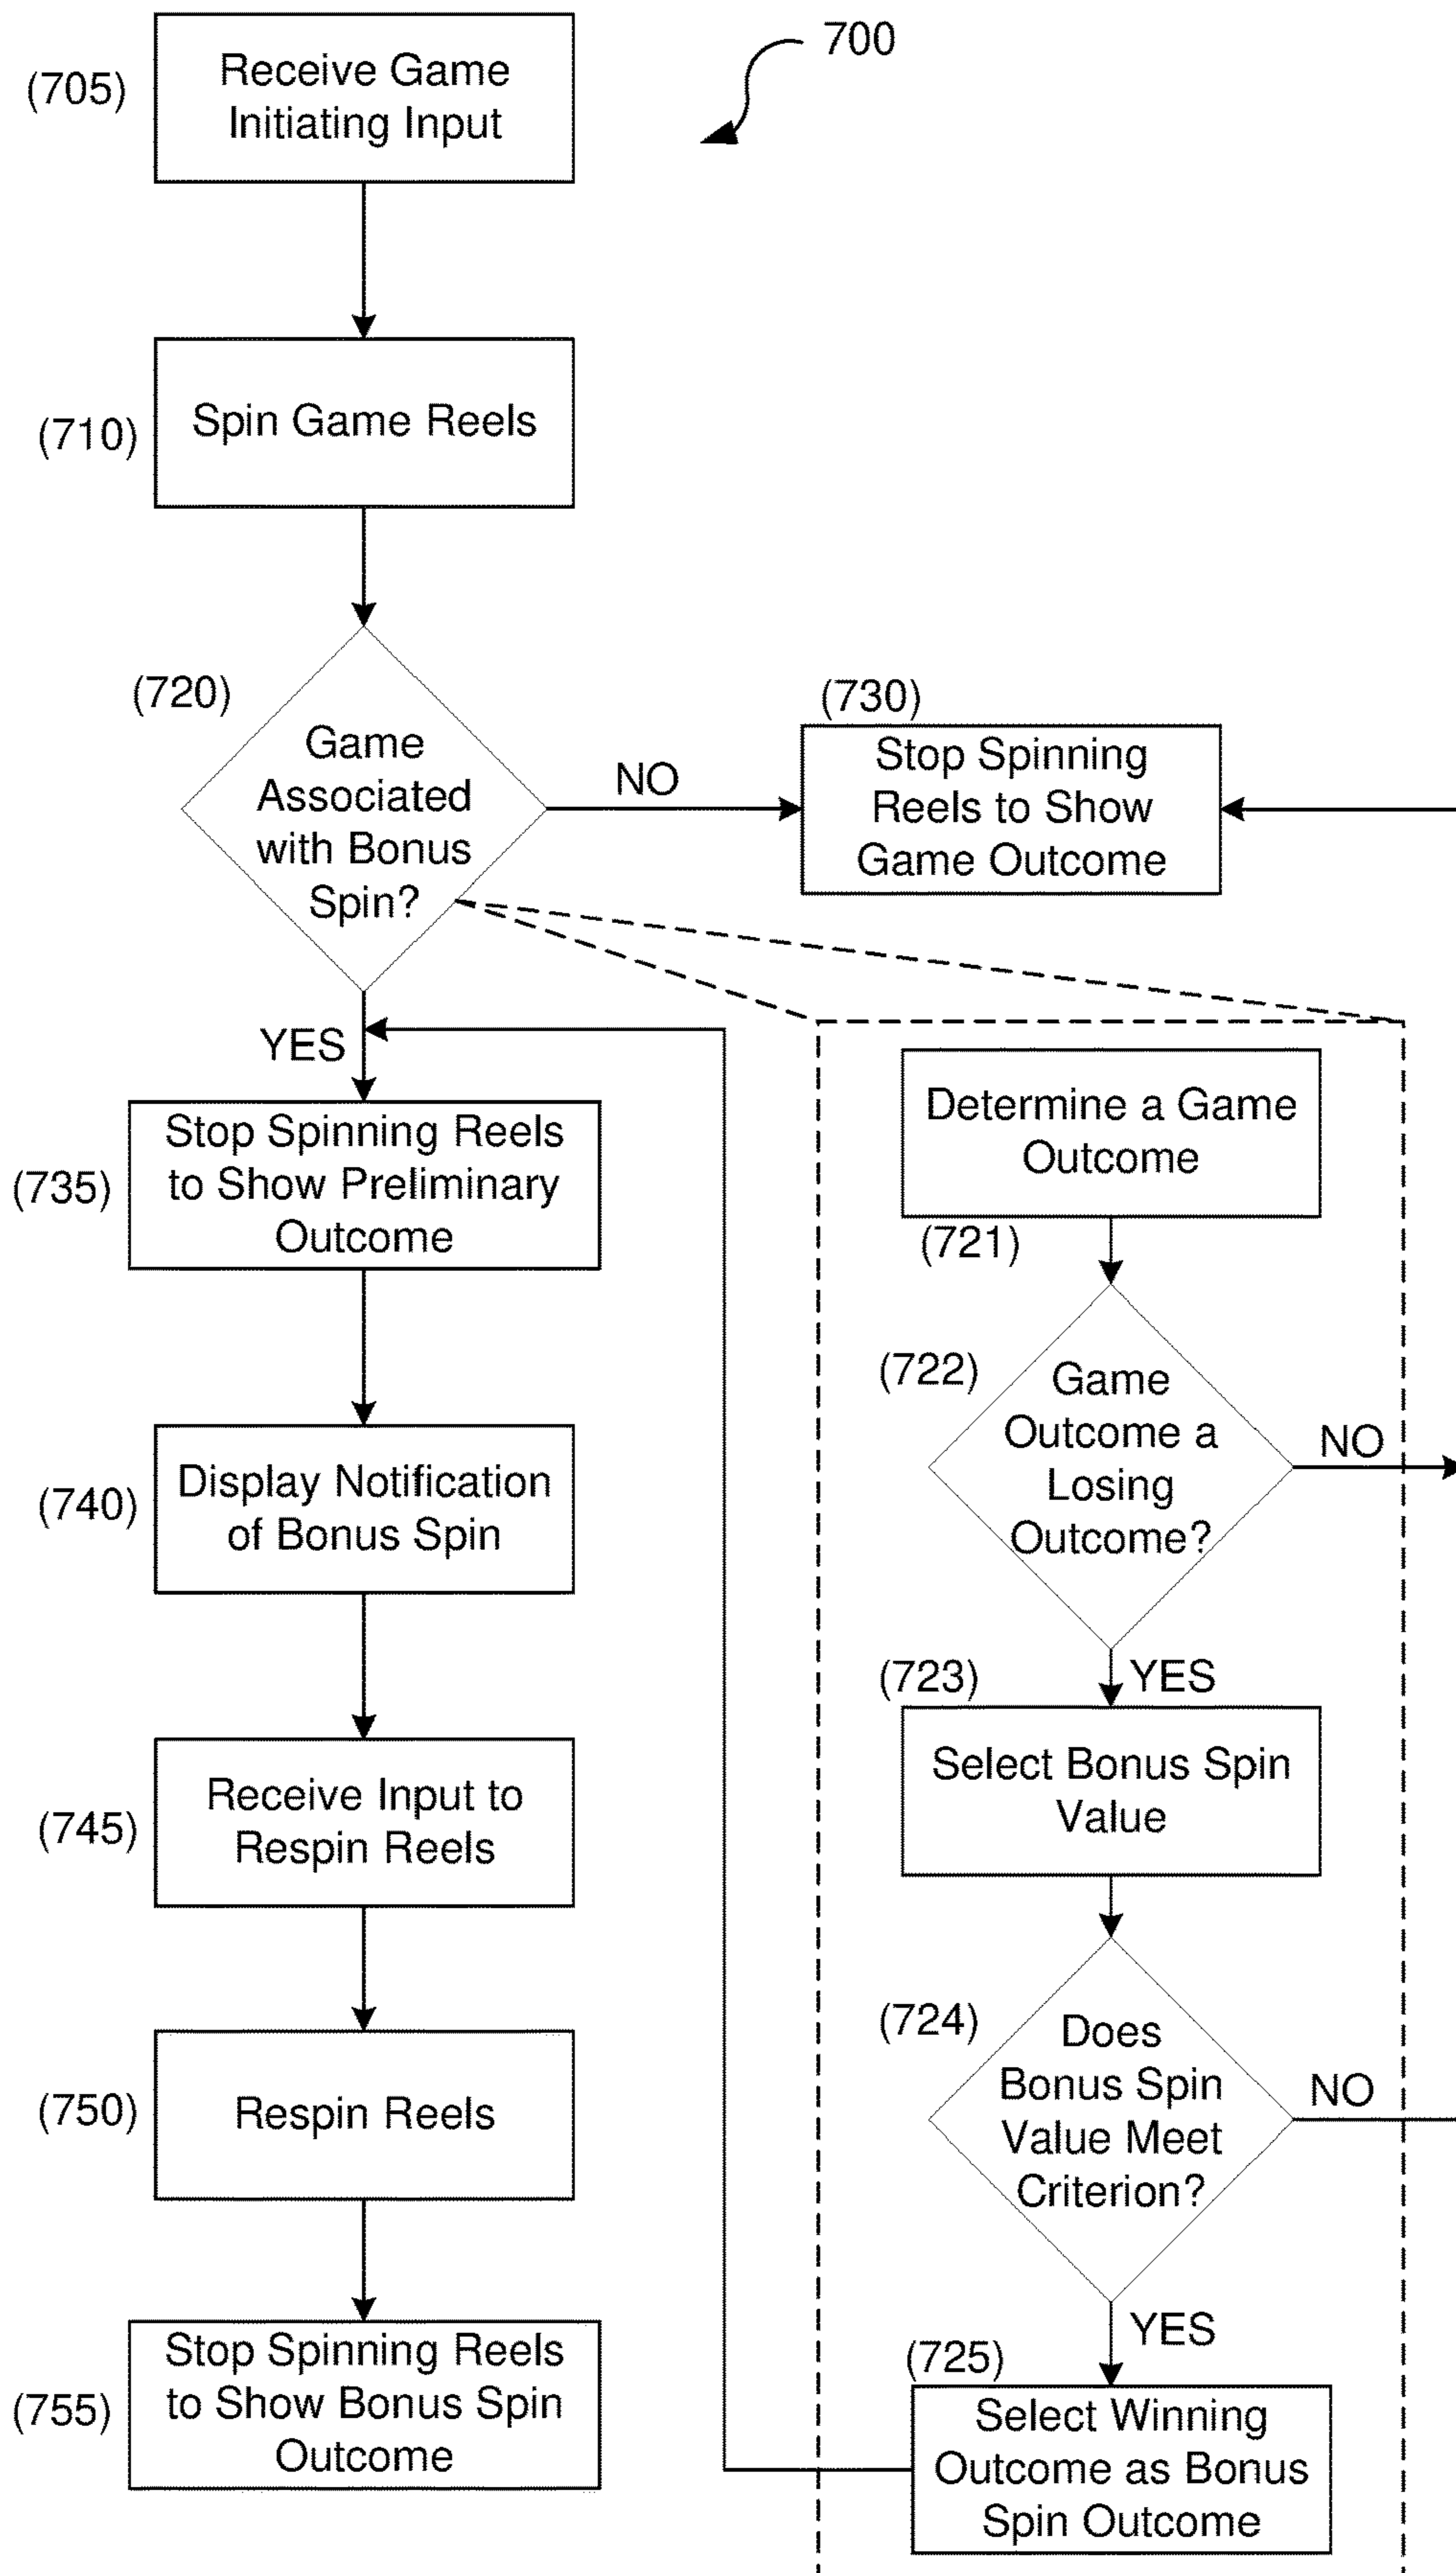 700
(705)
Receive Game
Initiating Input
(710)
Spin Game Reels
(720)
Game
Associated
with Bonus
Spin?
NO
(730)
Stop Spinning
Reels to Show
Game Outcome
YES
(735)
Stop Spinning Reels
to Show Preliminary
Outcome
(740)
Display Notification
of Bonus Spin
(745)
Receive Input to
Respin Reels
(750)
Respin Reels
(755)
Stop Spinning Reels
to Show Bonus Spin
Outcome
Determine a Game
Outcome
(721)
(722)
Game
Outcome a
Losing
Outcome?
NO
YES
(723)
Select Bonus Spin
Value
(724)
Does
Bonus Spin
Value Meet
Criterion?
NO
YES
(725)
Select Winning
Outcome as Bonus
Spin Outcome